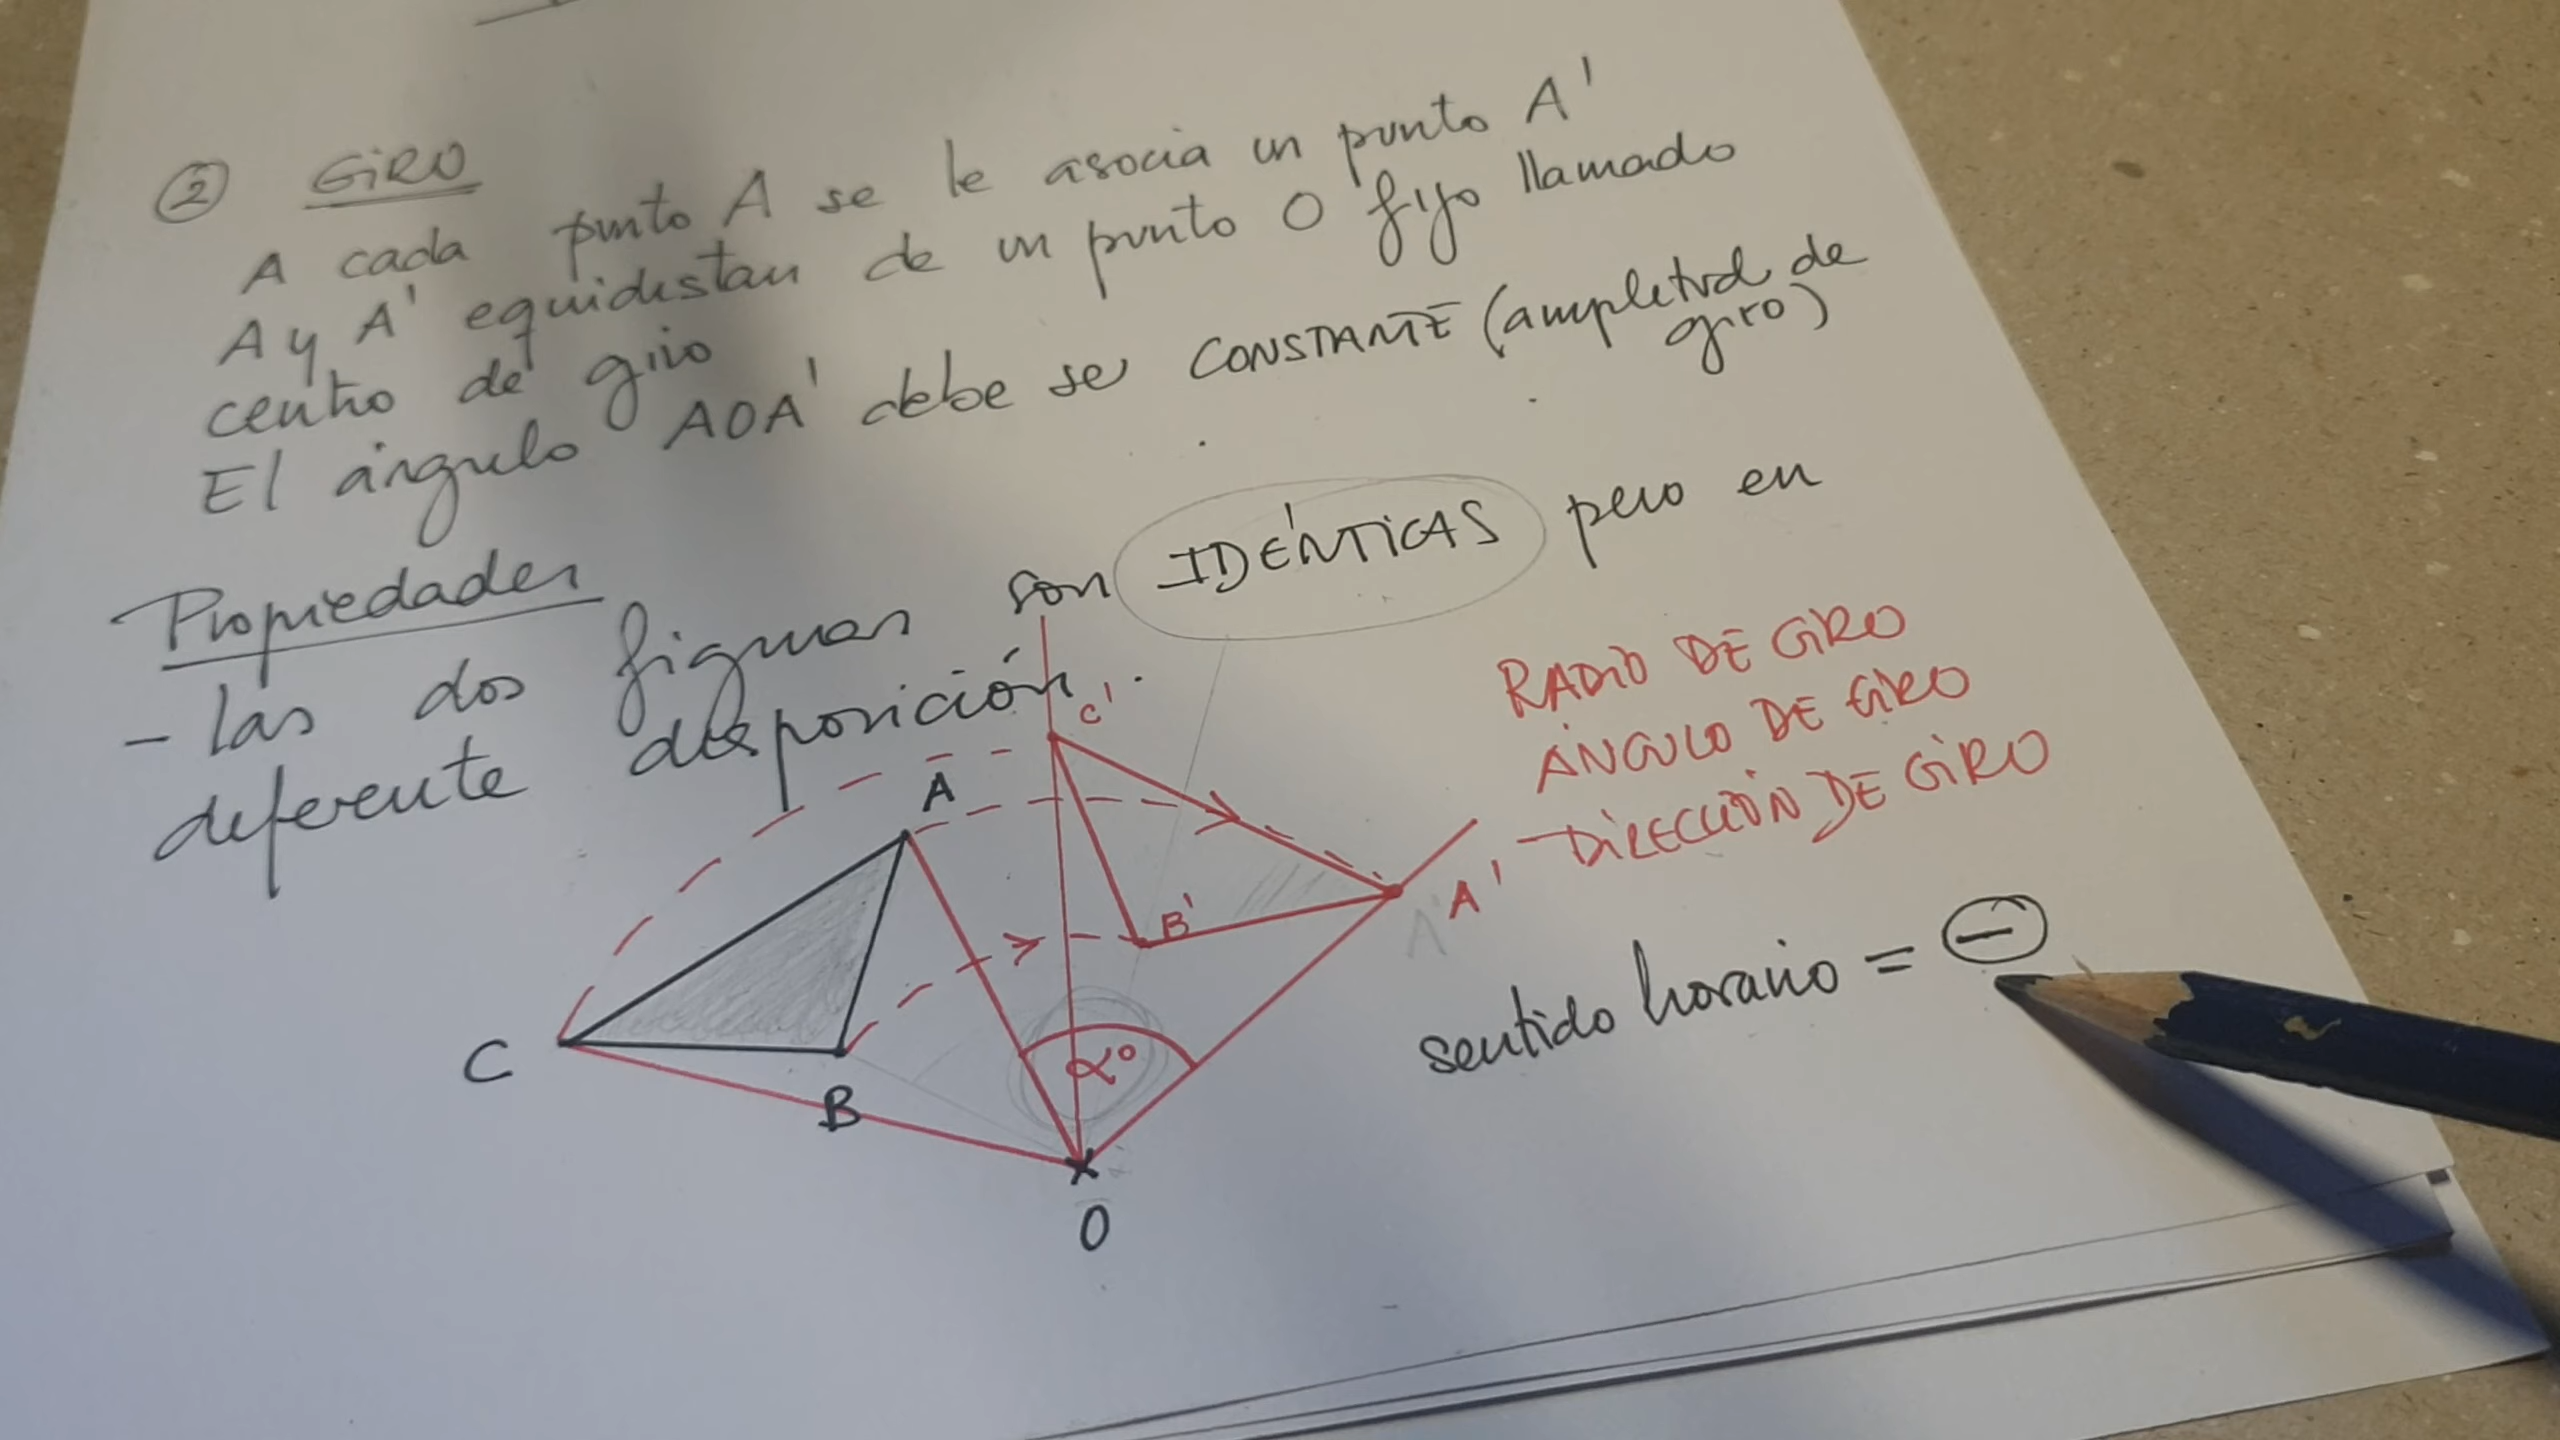 ② GIRO
A cada punto A se le asocia un punto A'
A y A' equidistan de un punto O fijo llamado
centro de giro
El ángulo AOA' debe se CONSTANTE (amplitud de
giro)
Propiedades
- las dos figuras son IDÉNTICAS pero en
diferente disposición.
RADIO DE GIRO
ÁNGULO DE GIRO
DIRECCIÓN DE GIRO
C'
A
B'
A'
A'
sentido horario = ⊖
C
B
α°
O